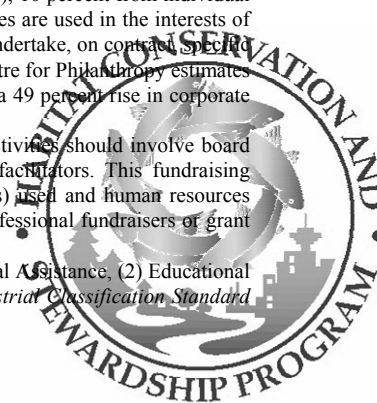 ), 10 percent from individual
es are used in the interests of
ndertake, on contract, specific
tre for Philanthropy estimates
a 49 percent rise in corporate
tivities should involve board
facilitators. This fundraising
s) used and human resources
fessional fundraisers or grant
al Assistance, (2) Educational
strial Classification Standard
• HABITAT CONSERVATION AND •
STEWARDSHIP PROGRAM